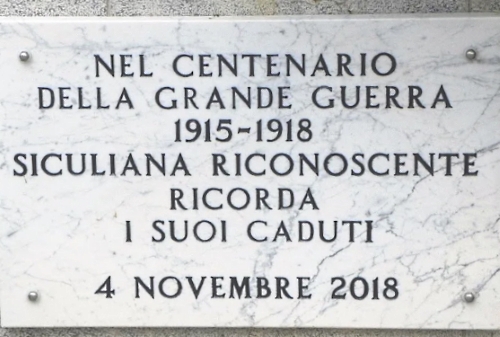 NEL CENTENARIO
DELLA GRANDE GUERRA
1915-1918
SICULIANA RICONOSCENTE
RICORDA
I SUOI CADUTI
4 NOVEMBRE 2018